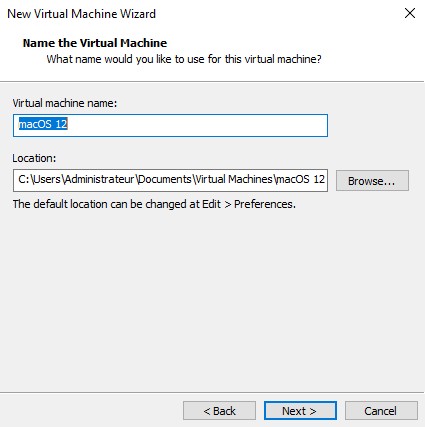 New Virtual Machine Wizard
Name the Virtual Machine
What name would you like to use for this virtual machine?
Virtual machine name:
macOS 12
Location:
C:\Users\Administrateur\Documents\Virtual Machines\macOS 12
Browse...
The default location can be changed at Edit > Preferences.
< Back
Next >
Cancel